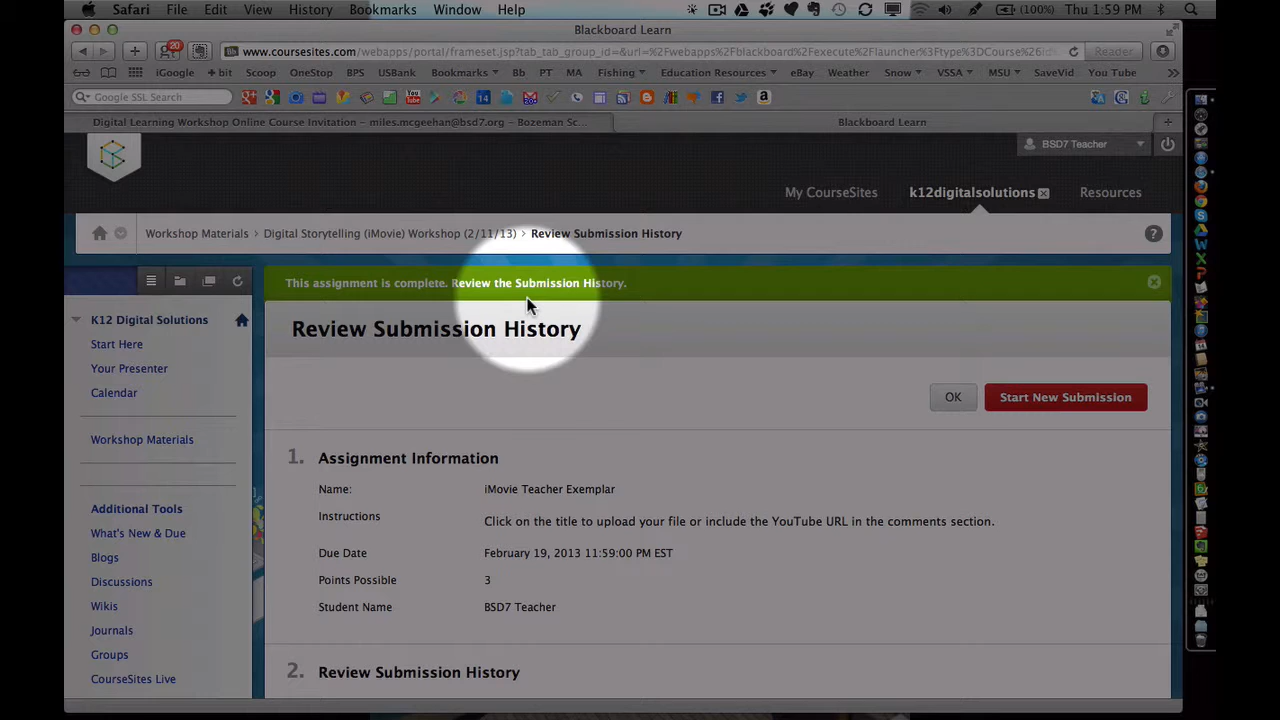 Safari File Edit View History Bookmarks Window Help (100%) Thu 1:59 PM
Blackboard Learn
20 www.coursesites.com/webapps/portal/frameset.jsp?tab_tab_group_id=&url=%2Fwebapps%2Fblackboard%2Fexecute%2Flauncher%3Ftype%3DCourse%26id Reader
iGoogle + bit Scoop OneStop BPS USBank Bookmarks Bb PT MA Fishing Education Resources eBay Weather Snow VSSA MSU SaveVid You Tube
Google SSL Search
Digital Learning Workshop Online Course Invitation – miles.mcgeehan@bsd7.org – Bozeman Sc... Blackboard Learn
BSD7 Teacher
My CourseSites k12digitalsolutions Resources
Workshop Materials > Digital Storytelling (iMovie) Workshop (2/11/13) > Review Submission History
This assignment is complete. Review the Submission History.
Review Submission History
OK Start New Submission
K12 Digital Solutions
Start Here
Your Presenter
Calendar
Workshop Materials
Additional Tools
What's New & Due
Blogs
Discussions
Wikis
Journals
Groups
CourseSites Live
1. Assignment Information
Name: iMovie Teacher Exemplar
Instructions Click on the title to upload your file or include the YouTube URL in the comments section.
Due Date February 19, 2013 11:59:00 PM EST
Points Possible 3
Student Name BSD7 Teacher
2. Review Submission History